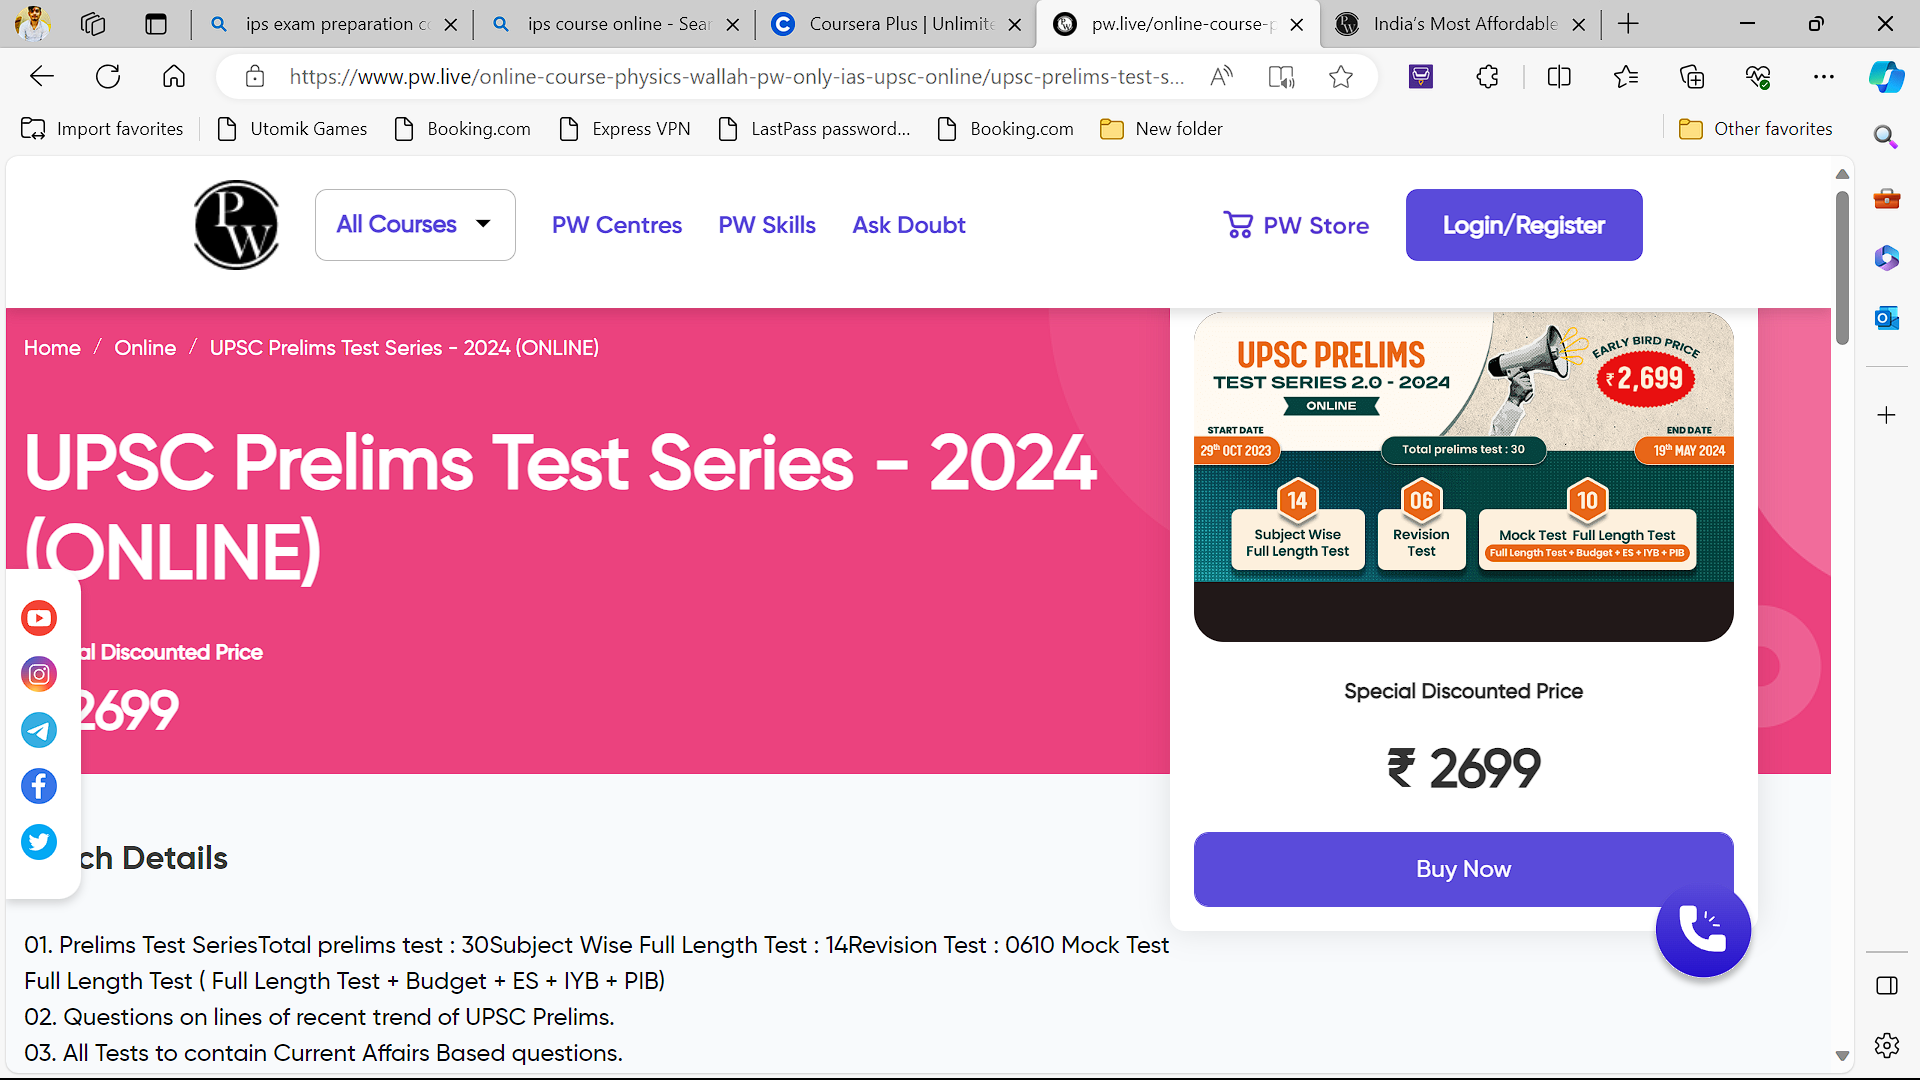 ips exam preparation c
ips course online - Sear
Coursera Plus | Unlimite
pw.live/online-course-p
India's Most Affordable
https://www.pw.live/online-course-physics-wallah-pw-only-ias-upsc-online/upsc-prelims-test-s...
Import favorites
Utomik Games
Booking.com
Express VPN
LastPass password...
Booking.com
New folder
Other favorites
PW
All Courses
PW Centres
PW Skills
Ask Doubt
PW Store
Login/Register
Home / Online / UPSC Prelims Test Series - 2024 (ONLINE)
UPSC Prelims Test Series - 2024
(ONLINE)
al Discounted Price
2699
UPSC PRELIMS
TEST SERIES 2.0 - 2024
ONLINE
EARLY BIRD PRICE
₹2,699
START DATE
29th OCT 2023
Total prelims test : 30
END DATE
19th MAY 2024
14
Subject Wise
Full Length Test
06
Revision
Test
10
Mock Test Full Length Test
Full Length Test + Budget + ES + IYB + PIB
Special Discounted Price
₹ 2699
Buy Now
ch Details
01. Prelims Test SeriesTotal prelims test : 30Subject Wise Full Length Test : 14Revision Test : 0610 Mock Test
Full Length Test ( Full Length Test + Budget + ES + IYB + PIB)
02. Questions on lines of recent trend of UPSC Prelims.
03. All Tests to contain Current Affairs Based questions.